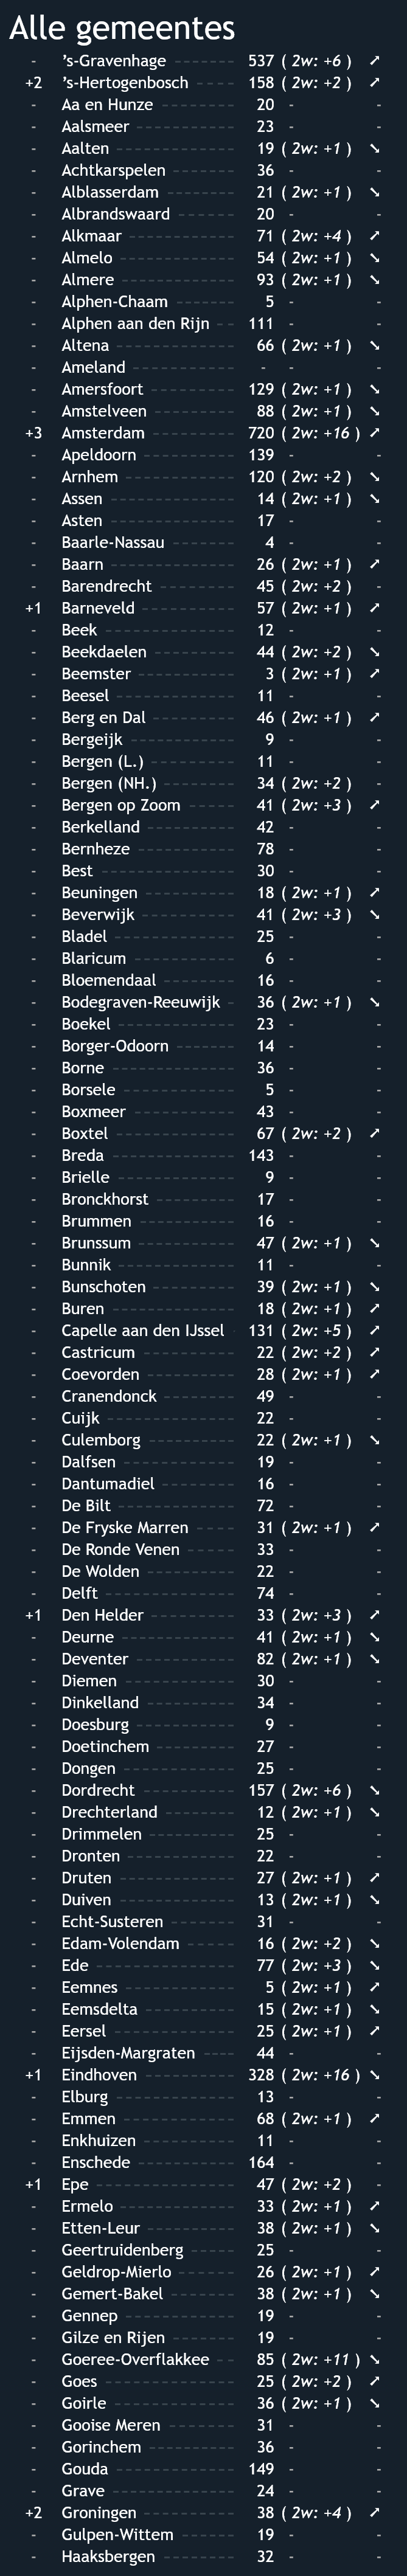 Alle gemeentes
- 's-Gravenhage ---------- 537 ( 2w: +6 ) ➚
+2 's-Hertogenbosch ---- 158 ( 2w: +2 ) ➚
- Aa en Hunze ---------- 20 - -
- Aalsmeer ---------- 23 - -
- Aalten ---------- 19 ( 2w: +1 ) ➘
- Achtkarspelen ---------- 36 - -
- Alblasserdam ---------- 21 ( 2w: +1 ) ➘
- Albrandswaard ---------- 20 - -
- Alkmaar ---------- 71 ( 2w: +4 ) ➚
- Almelo ---------- 54 ( 2w: +1 ) ➘
- Almere ---------- 93 ( 2w: +1 ) ➘
- Alphen-Chaam ---------- 5 - -
- Alphen aan den Rijn --- 111 - -
- Altena ---------- 66 ( 2w: +1 ) ➘
- Ameland ---------- - - -
- Amersfoort ---------- 129 ( 2w: +1 ) ➘
- Amstelveen ---------- 88 ( 2w: +1 ) ➘
+3 Amsterdam ---------- 720 ( 2w: +16 ) ➚
- Apeldoorn ---------- 139 - -
- Arnhem ---------- 120 ( 2w: +2 ) ➘
- Assen ---------- 14 ( 2w: +1 ) ➘
- Asten ---------- 17 - -
- Baarle-Nassau ---------- 4 - -
- Baarn ---------- 26 ( 2w: +1 ) ➚
- Barendrecht ---------- 45 ( 2w: +2 ) -
+1 Barneveld ---------- 57 ( 2w: +1 ) ➚
- Beek ---------- 12 - -
- Beekdaelen ---------- 44 ( 2w: +2 ) ➘
- Beemster ---------- 3 ( 2w: +1 ) ➚
- Beesel ---------- 11 - -
- Berg en Dal ---------- 46 ( 2w: +1 ) ➚
- Bergeijk ---------- 9 - -
- Bergen (L.) ---------- 11 - -
- Bergen (NH.) ---------- 34 ( 2w: +2 ) -
- Bergen op Zoom ----- 41 ( 2w: +3 ) ➚
- Berkelland ---------- 42 - -
- Bernheze ---------- 78 - -
- Best ---------- 30 - -
- Beuningen ---------- 18 ( 2w: +1 ) ➚
- Beverwijk ---------- 41 ( 2w: +3 ) ➘
- Bladel ---------- 25 - -
- Blaricum ---------- 6 - -
- Bloemendaal ---------- 16 - -
- Bodegraven-Reeuwijk - 36 ( 2w: +1 ) ➘
- Boekel ---------- 23 - -
- Borger-Odoorn ---------- 14 - -
- Borne ---------- 36 - -
- Borsele ---------- 5 - -
- Boxmeer ---------- 43 - -
- Boxtel ---------- 67 ( 2w: +2 ) ➚
- Breda ---------- 143 - -
- Brielle ---------- 9 - -
- Bronckhorst ---------- 17 - -
- Brummen ---------- 16 - -
- Brunssum ---------- 47 ( 2w: +1 ) ➘
- Bunnik ---------- 11 - -
- Bunschoten ---------- 39 ( 2w: +1 ) ➘
- Buren ---------- 18 ( 2w: +1 ) ➚
- Capelle aan den IJssel - 131 ( 2w: +5 ) ➚
- Castricum ---------- 22 ( 2w: +2 ) ➚
- Coevorden ---------- 28 ( 2w: +1 ) ➚
- Cranendonck ---------- 49 - -
- Cuijk ---------- 22 - -
- Culemborg ---------- 22 ( 2w: +1 ) ➘
- Dalfsen ---------- 19 - -
- Dantumadiel ---------- 16 - -
- De Bilt ---------- 72 - -
- De Fryske Marren ---- 31 ( 2w: +1 ) ➚
- De Ronde Venen ----- 33 - -
- De Wolden ---------- 22 - -
- Delft ---------- 74 - -
+1 Den Helder ---------- 33 ( 2w: +3 ) ➚
- Deurne ---------- 41 ( 2w: +1 ) ➘
- Deventer ---------- 82 ( 2w: +1 ) ➘
- Diemen ---------- 30 - -
- Dinkelland ---------- 34 - -
- Doesburg ---------- 9 - -
- Doetinchem ---------- 27 - -
- Dongen ---------- 25 - -
- Dordrecht ---------- 157 ( 2w: +6 ) ➘
- Drechterland ---------- 12 ( 2w: +1 ) ➘
- Drimmelen ---------- 25 - -
- Dronten ---------- 22 - -
- Druten ---------- 27 ( 2w: +1 ) ➚
- Duiven ---------- 13 ( 2w: +1 ) ➘
- Echt-Susteren ---------- 31 - -
- Edam-Volendam ----- 16 ( 2w: +2 ) ➘
- Ede ---------- 77 ( 2w: +3 ) ➘
- Eemnes ---------- 5 ( 2w: +1 ) ➚
- Eemsdelta ---------- 15 ( 2w: +1 ) ➘
- Eersel ---------- 25 ( 2w: +1 ) ➚
- Eijsden-Margraten ---- 44 - -
+1 Eindhoven ---------- 328 ( 2w: +16 ) ➘
- Elburg ---------- 13 - -
- Emmen ---------- 68 ( 2w: +1 ) ➚
- Enkhuizen ---------- 11 - -
- Enschede ---------- 164 - -
+1 Epe ---------- 47 ( 2w: +2 ) -
- Ermelo ---------- 33 ( 2w: +1 ) ➚
- Etten-Leur ---------- 38 ( 2w: +1 ) ➘
- Geertruidenberg ----- 25 - -
- Geldrop-Mierlo ---------- 26 ( 2w: +1 ) ➚
- Gemert-Bakel ---------- 38 ( 2w: +1 ) ➘
- Gennep ---------- 19 - -
- Gilze en Rijen ---------- 19 - -
- Goeree-Overflakkee --- 85 ( 2w: +11 ) ➘
- Goes ---------- 25 ( 2w: +2 ) ➚
- Goirle ---------- 36 ( 2w: +1 ) ➘
- Gooise Meren ---------- 31 - -
- Gorinchem ---------- 36 - -
- Gouda ---------- 149 - -
- Grave ---------- 24 - -
+2 Groningen ---------- 38 ( 2w: +4 ) ➚
- Gulpen-Wittem ---------- 19 - -
- Haaksbergen ---------- 32 - -